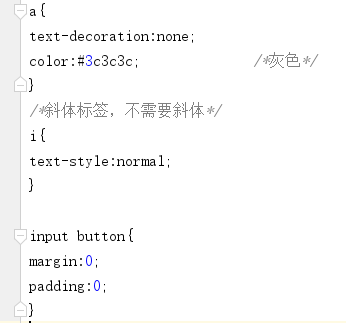 a{
text-decoration:none;
color:#3c3c3c; /*灰色*/
}
/*斜体标签，不需要斜体*/
i{
text-style:normal;
}
input button{
margin:0;
padding:0;
}